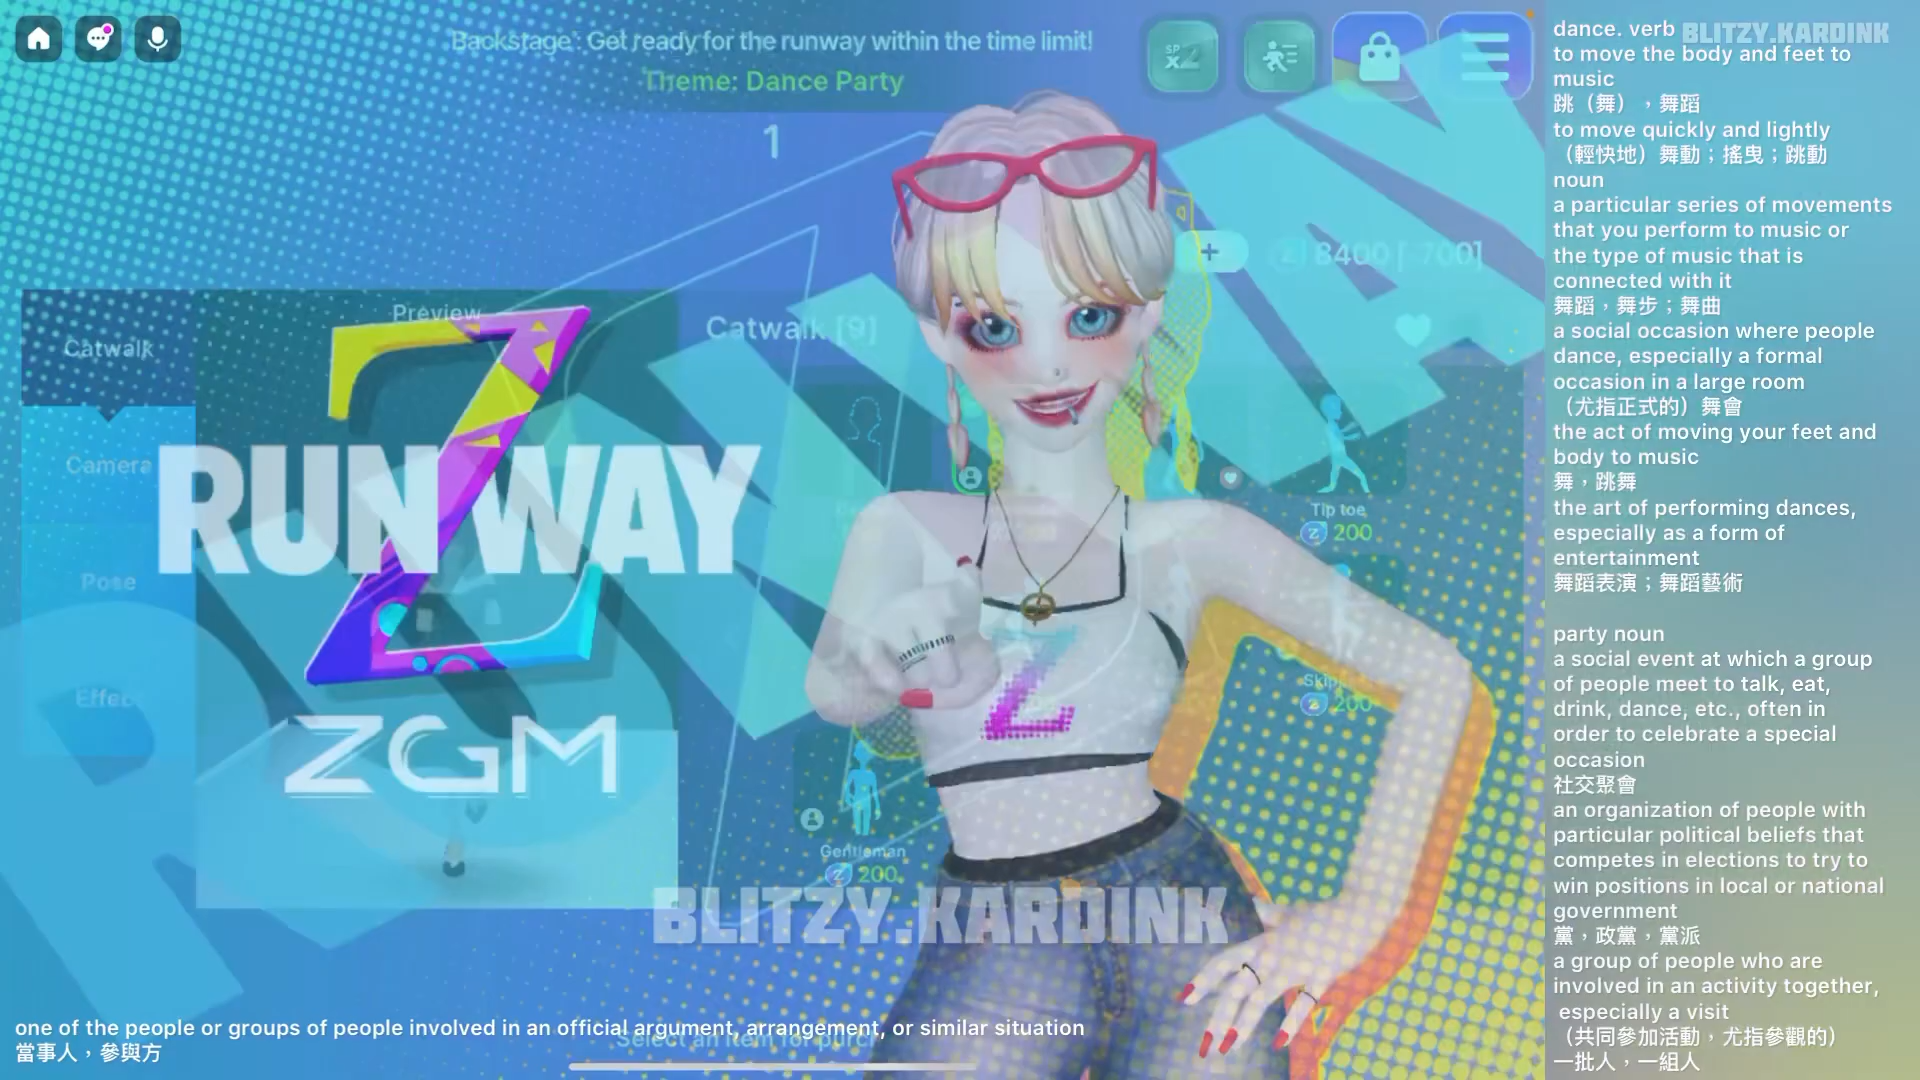 Backstage : Get ready for the runway within the time limit!
Theme: Dance Party
1
SP
x2
8400 [-700]
Preview
Catwalk [9]
Catwalk
Camera
Pose
RUNWAY
Z
ZGM
Z
Tip toe
200
200
Gentleman
200
BLITZY.KARDINK
one of the people or groups of people involved in an official argument, arrangement, or similar situation
當事人，參與方
dance. verb
BLITZY.KARDINK
to move the body and feet to
music
跳（舞），舞蹈
to move quickly and lightly
（輕快地）舞動；搖曳；跳動
noun
a particular series of movements
that you perform to music or
the type of music that is
connected with it
舞蹈，舞步；舞曲
a social occasion where people
dance, especially a formal
occasion in a large room
（尤指正式的）舞會
the act of moving your feet and
body to music
舞，跳舞
the art of performing dances,
especially as a form of
entertainment
舞蹈表演；舞蹈藝術
party noun
a social event at which a group
of people meet to talk, eat,
drink, dance, etc., often in
order to celebrate a special
occasion
社交聚會
an organization of people with
particular political beliefs that
competes in elections to try to
win positions in local or national
government
黨，政黨，黨派
a group of people who are
involved in an activity together,
especially a visit
（共同參加活動，尤指參觀的）
一批人，一組人